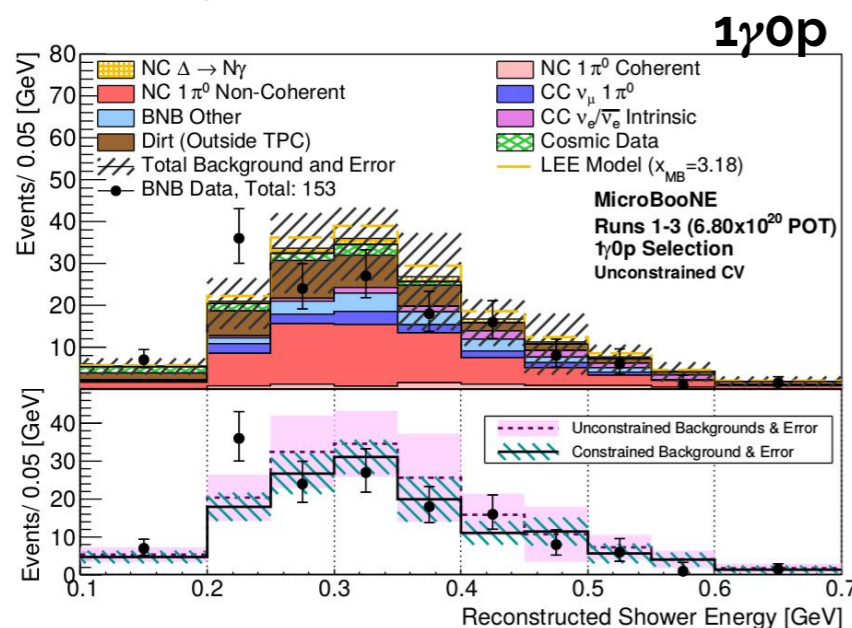 1γ0p
Events/ 0.05 [GeV]
80
70
60
50
40
30
20
10
NC Δ → Nγ
NC 1π⁰ Non-Coherent
BNB Other
Dirt (Outside TPC)
Total Background and Error
BNB Data, Total: 153
NC 1π⁰ Coherent
CC νμ 1π⁰
CC νe/ν̅e Intrinsic
Cosmic Data
LEE Model (xMB=3.18)
MicroBooNE
Runs 1-3 (6.80x10²⁰ POT)
1γ0p Selection
Unconstrained CV
Events/ 0.05 [GeV]
40
30
20
10
0
Unconstrained Backgrounds & Error
Constrained Background & Error
0.1 0.2 0.3 0.4 0.5 0.6 0.7
Reconstructed Shower Energy [GeV]